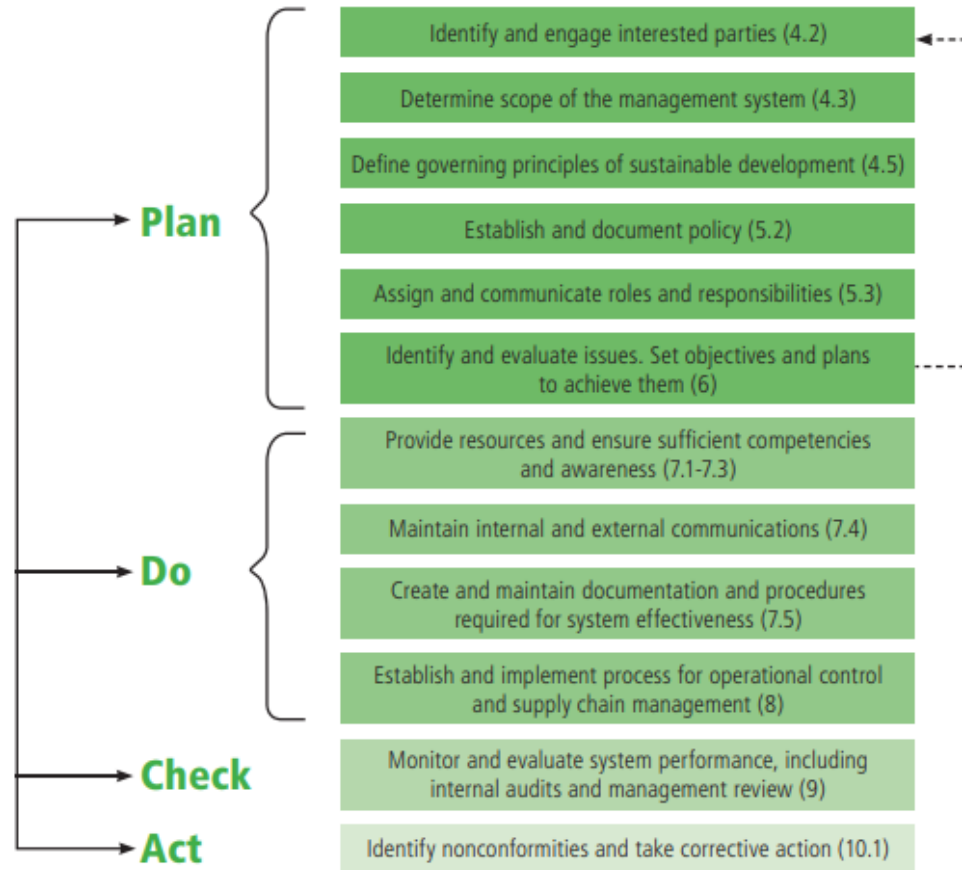 Identify and engage interested parties (4.2)
Determine scope of the management system (4.3)
Define governing principles of sustainable development (4.5)
Plan
Establish and document policy (5.2)
Assign and communicate roles and responsibilities (5.3)
Identify and evaluate issues. Set objectives and plans
to achieve them (6)
Provide resources and ensure sufficient competencies
and awareness (7.1-7.3)
Maintain internal and external communications (7.4)
Do
Create and maintain documentation and procedures
required for system effectiveness (7.5)
Establish and implement process for operational control
and supply chain management (8)
Check
Monitor and evaluate system performance, including
internal audits and management review (9)
Act
Identify nonconformities and take corrective action (10.1)